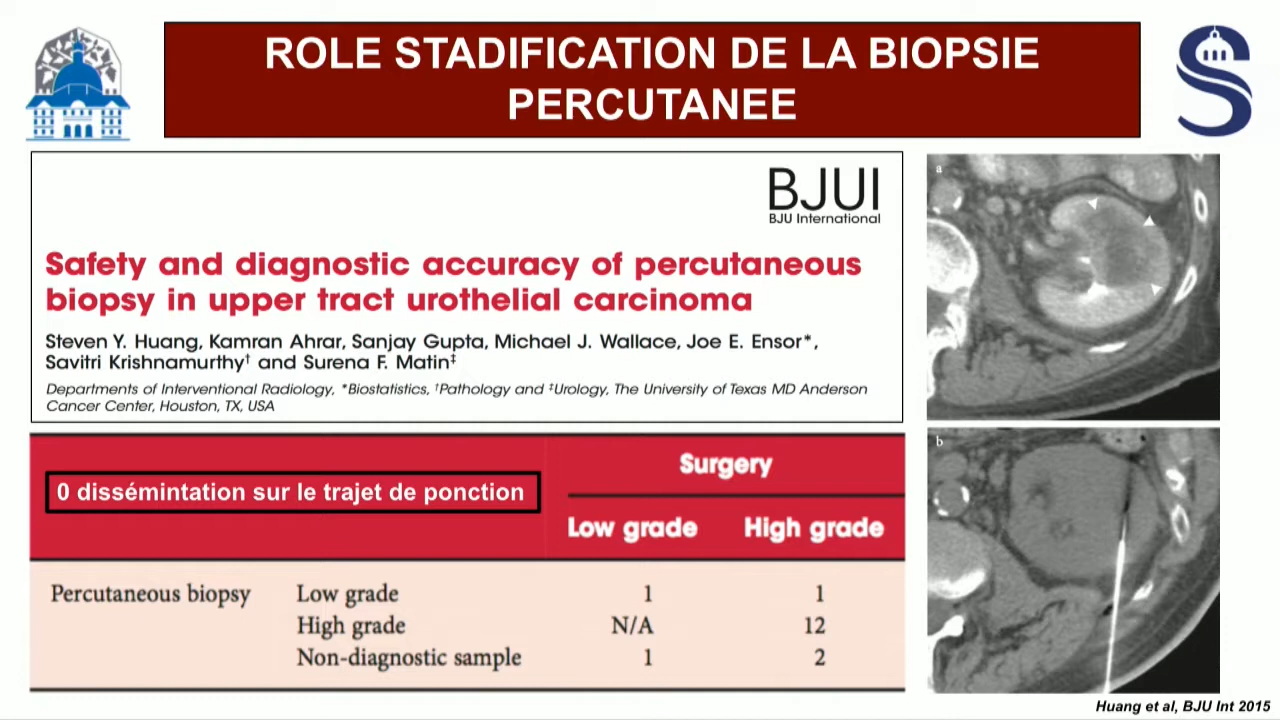 ROLE STADIFICATION DE LA BIOPSIE
PERCUTANEE
BJUI
BJU International
Safety and diagnostic accuracy of percutaneous
biopsy in upper tract urothelial carcinoma
Steven Y. Huang, Kamran Ahrar, Sanjay Gupta, Michael J. Wallace, Joe E. Ensor*,
Savitri Krishnamurthy† and Surena F. Matin‡
Departments of Interventional Radiology, *Biostatistics, †Pathology and ‡Urology, The University of Texas MD Anderson
Cancer Center, Houston, TX, USA
0 dissémintation sur le trajet de ponction
Surgery
Low grade High grade
Percutaneous biopsy Low grade 1 1
High grade N/A 12
Non-diagnostic sample 1 2
a
b
Huang et al, BJU Int 2015